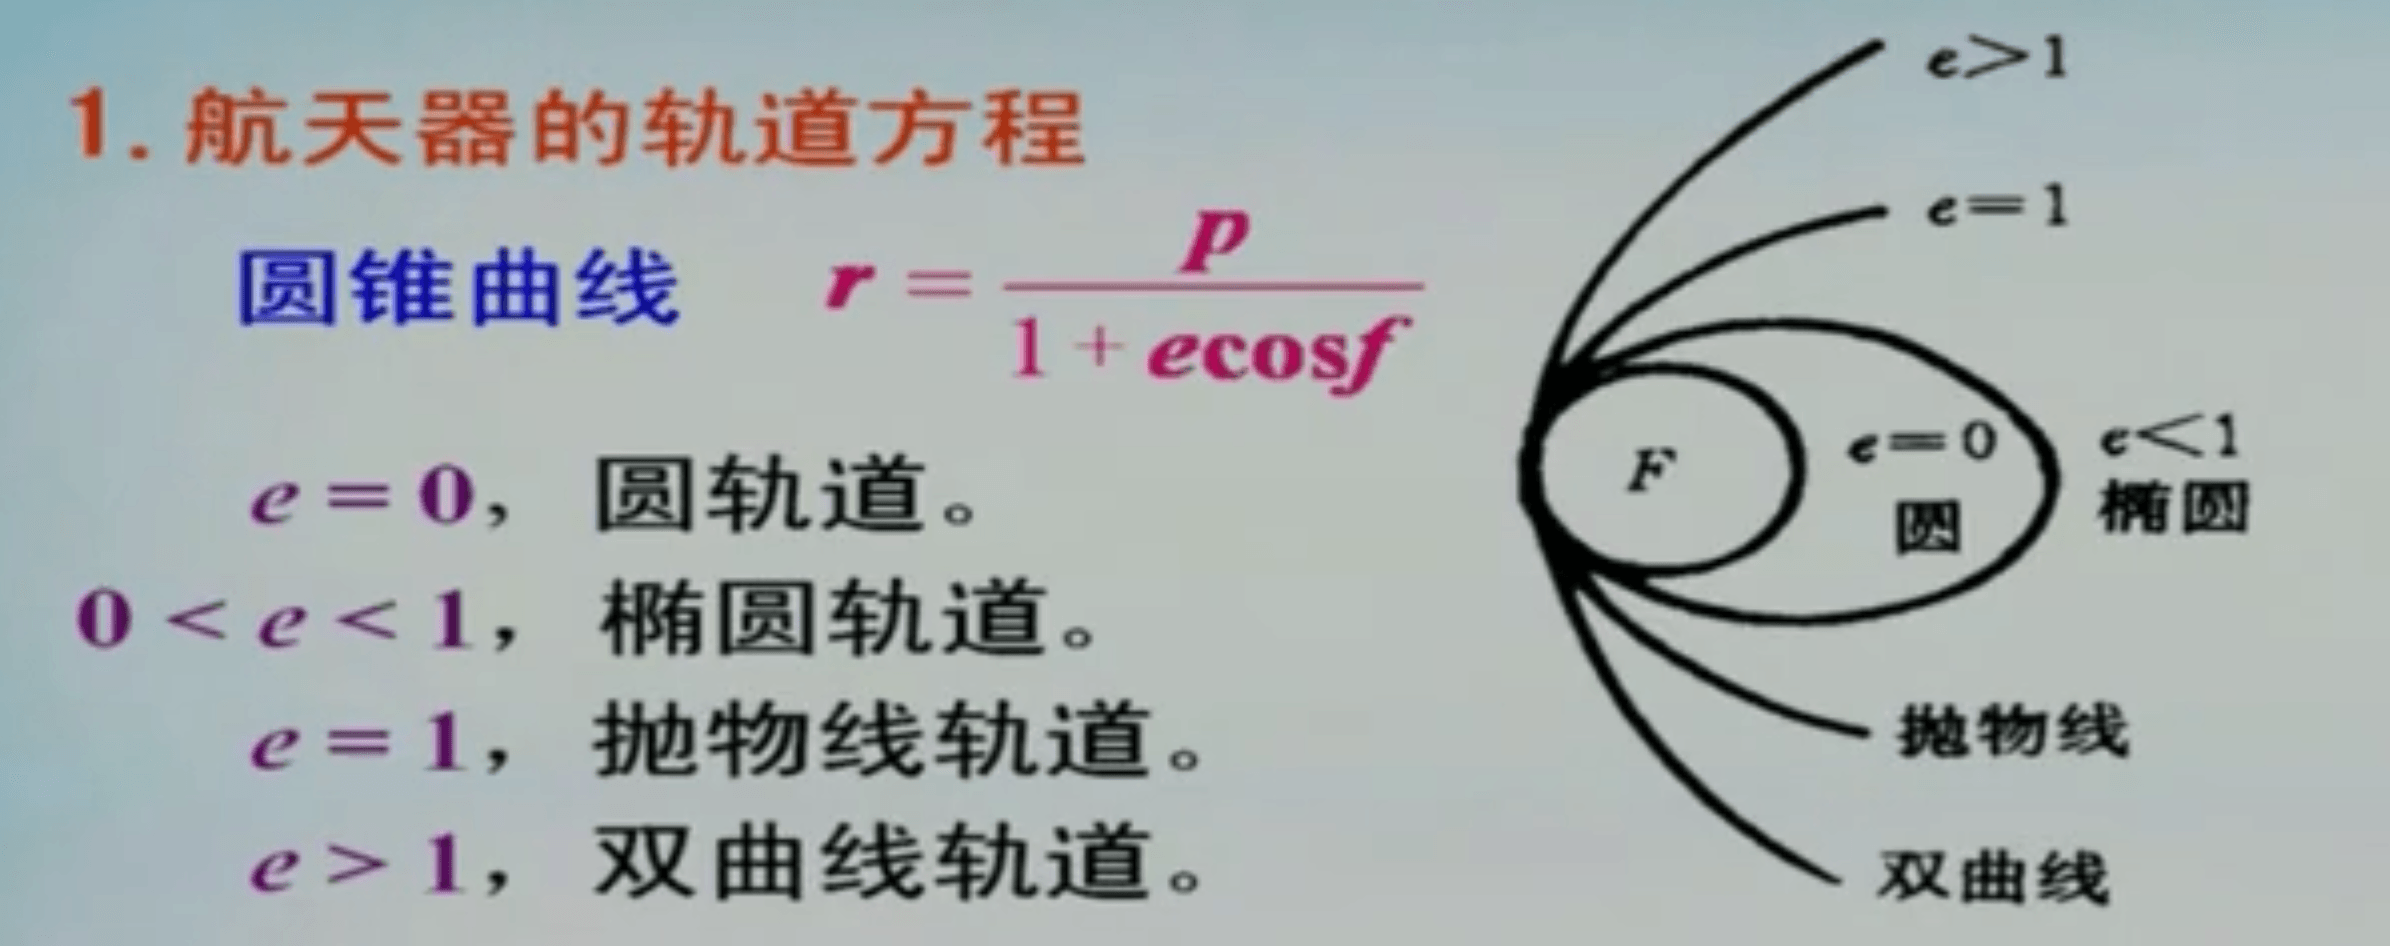 1. 航天器的轨道方程
圆锥曲线 r = p / (1 + ecosf)
e = 0, 圆轨道。
0 < e < 1, 椭圆轨道。
e = 1, 抛物线轨道。
e > 1, 双曲线轨道。
e>1
e=1
F
e=0
圆
e<1
椭圆
抛物线
双曲线